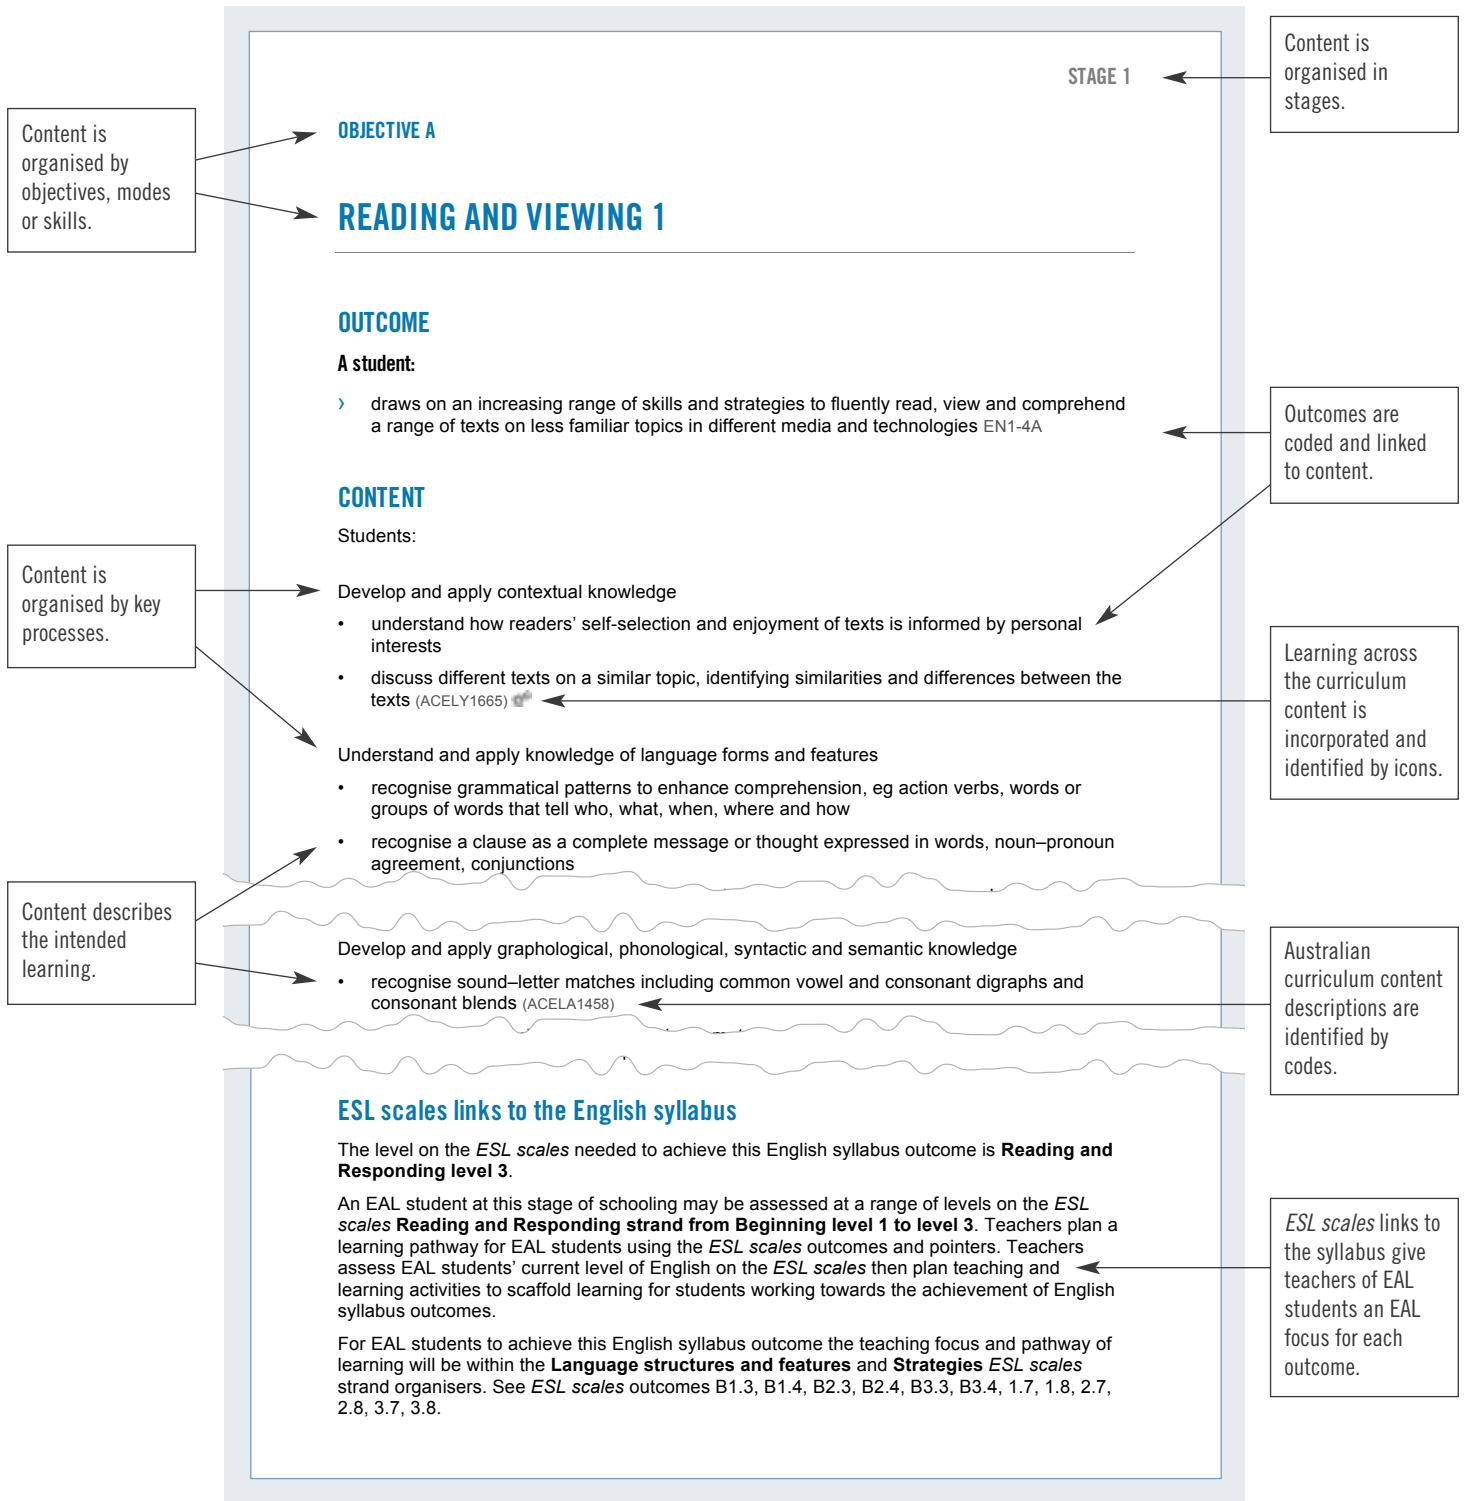 STAGE 1
Content is
organised in
stages.
Content is
organised by
objectives, modes
or skills.
OBJECTIVE A
READING AND VIEWING 1
OUTCOME
A student:
› draws on an increasing range of skills and strategies to fluently read, view and comprehend
a range of texts on less familiar topics in different media and technologies EN1-4A
Outcomes are
coded and linked
to content.
CONTENT
Students:
Content is
organised by key
processes.
Develop and apply contextual knowledge
• understand how readers’ self-selection and enjoyment of texts is informed by personal
interests
• discuss different texts on a similar topic, identifying similarities and differences between the
texts (ACELY1665)
Learning across
the curriculum
content is
incorporated and
identified by icons.
Understand and apply knowledge of language forms and features
• recognise grammatical patterns to enhance comprehension, eg action verbs, words or
groups of words that tell who, what, when, where and how
• recognise a clause as a complete message or thought expressed in words, noun–pronoun
agreement, conjunctions
Content describes
the intended
learning.
Develop and apply graphological, phonological, syntactic and semantic knowledge
• recognise sound–letter matches including common vowel and consonant digraphs and
consonant blends (ACELA1458)
Australian
curriculum content
descriptions are
identified by
codes.
ESL scales links to the English syllabus
The level on the ESL scales needed to achieve this English syllabus outcome is Reading and
Responding level 3.
An EAL student at this stage of schooling may be assessed at a range of levels on the ESL
scales Reading and Responding strand from Beginning level 1 to level 3. Teachers plan a
learning pathway for EAL students using the ESL scales outcomes and pointers. Teachers
assess EAL students’ current level of English on the ESL scales then plan teaching and
learning activities to scaffold learning for students working towards the achievement of English
syllabus outcomes.
For EAL students to achieve this English syllabus outcome the teaching focus and pathway of
learning will be within the Language structures and features and Strategies ESL scales
strand organisers. See ESL scales outcomes B1.3, B1.4, B2.3, B2.4, B3.3, B3.4, 1.7, 1.8, 2.7,
2.8, 3.7, 3.8.
ESL scales links to
the syllabus give
teachers of EAL
students an EAL
focus for each
outcome.